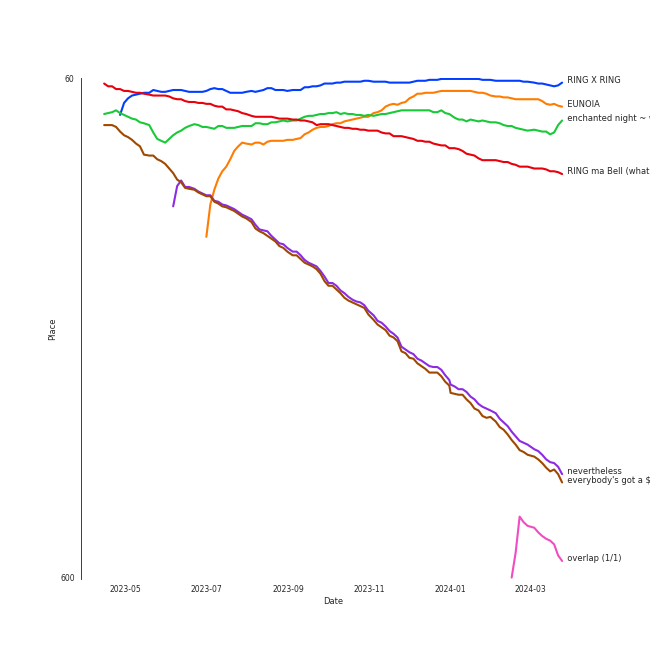 60
RING X RING
EUNOIA
enchanted night ~
RING ma Bell (what
Place
nevertheless
everybody's got a $
overlap (1/1)
600
2023-05
2023-07
2023-09
2023-11
2024-01
2024-03
Date